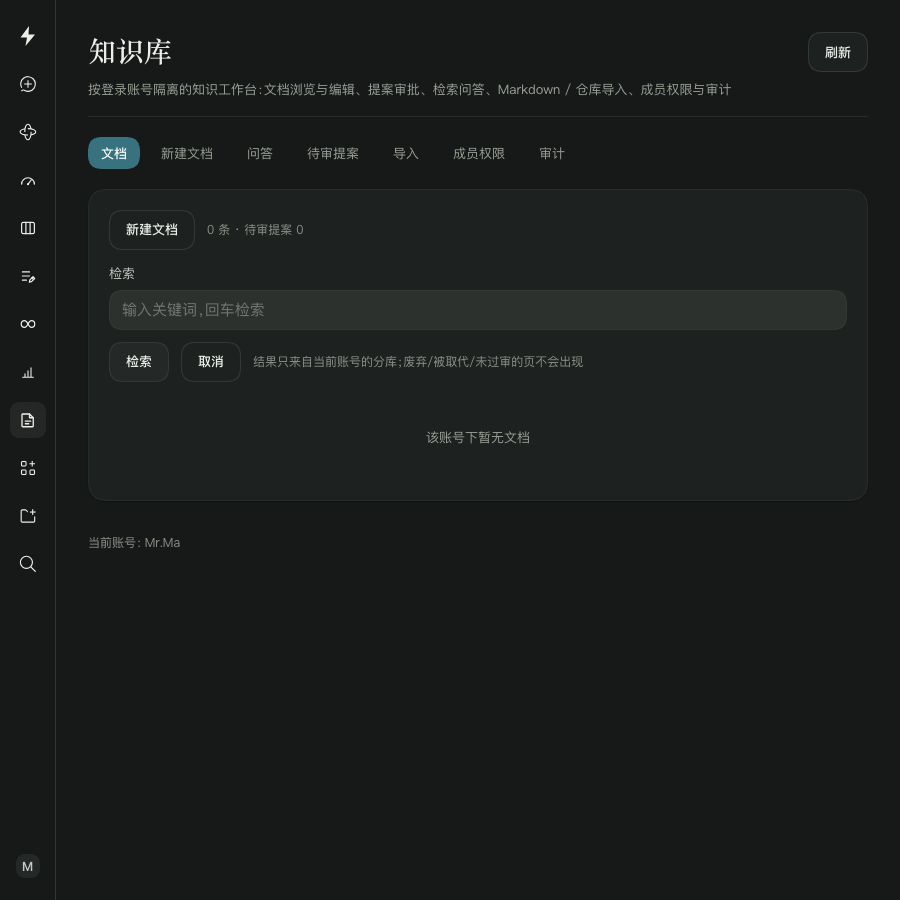 知识库
刷新
按登录账号隔离的知识工作台:文档浏览与编辑、提案审批、检索问答、Markdown / 仓库导入、成员权限与审计
文档 新建文档 问答 待审提案 导入 成员权限 审计
新建文档 0 条 · 待审提案 0
检索
输入关键词,回车检索
检索 取消 结果只来自当前账号的分库;废弃/被取代/未过审的页不会出现
该账号下暂无文档
当前账号: Mr.Ma
M